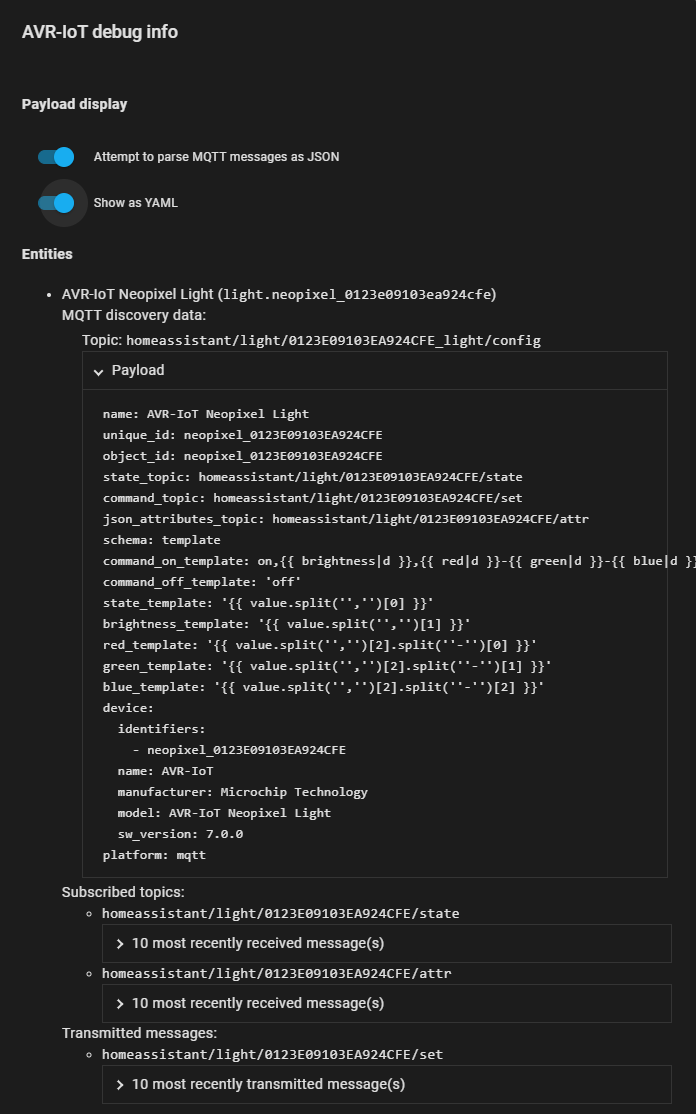 AVR-IoT debug info
Payload display
Attempt to parse MQTT messages as JSON
Show as YAML
Entities
• AVR-IoT Neopixel Light (light.neopixel_0123e09103ea924cfe)
MQTT discovery data:
Topic: homeassistant/light/0123E09103EA924CFE_light/config
Payload
name: AVR-IoT Neopixel Light
unique_id: neopixel_0123E09103EA924CFE
object_id: neopixel_0123E09103EA924CFE
state_topic: homeassistant/light/0123E09103EA924CFE/state
command_topic: homeassistant/light/0123E09103EA924CFE/set
json_attributes_topic: homeassistant/light/0123E09103EA924CFE/attr
schema: template
command_on_template: on,{{ brightness|d }},{{ red|d }}-{{ green|d }}-{{ blue|d }}
command_off_template: 'off'
state_template: '{{ value.split('','')[0] }}'
brightness_template: '{{ value.split('','')[1] }}'
red_template: '{{ value.split('','')[2].split(''-'')[0] }}'
green_template: '{{ value.split('','')[2].split(''-'')[1] }}'
blue_template: '{{ value.split('','')[2].split(''-'')[2] }}'
device:
  identifiers:
    - neopixel_0123E09103EA924CFE
  name: AVR-IoT
  manufacturer: Microchip Technology
  model: AVR-IoT Neopixel Light
  sw_version: 7.0.0
platform: mqtt
Subscribed topics:
homeassistant/light/0123E09103EA924CFE/state
10 most recently received message(s)
homeassistant/light/0123E09103EA924CFE/attr
10 most recently received message(s)
Transmitted messages:
homeassistant/light/0123E09103EA924CFE/set
10 most recently transmitted message(s)